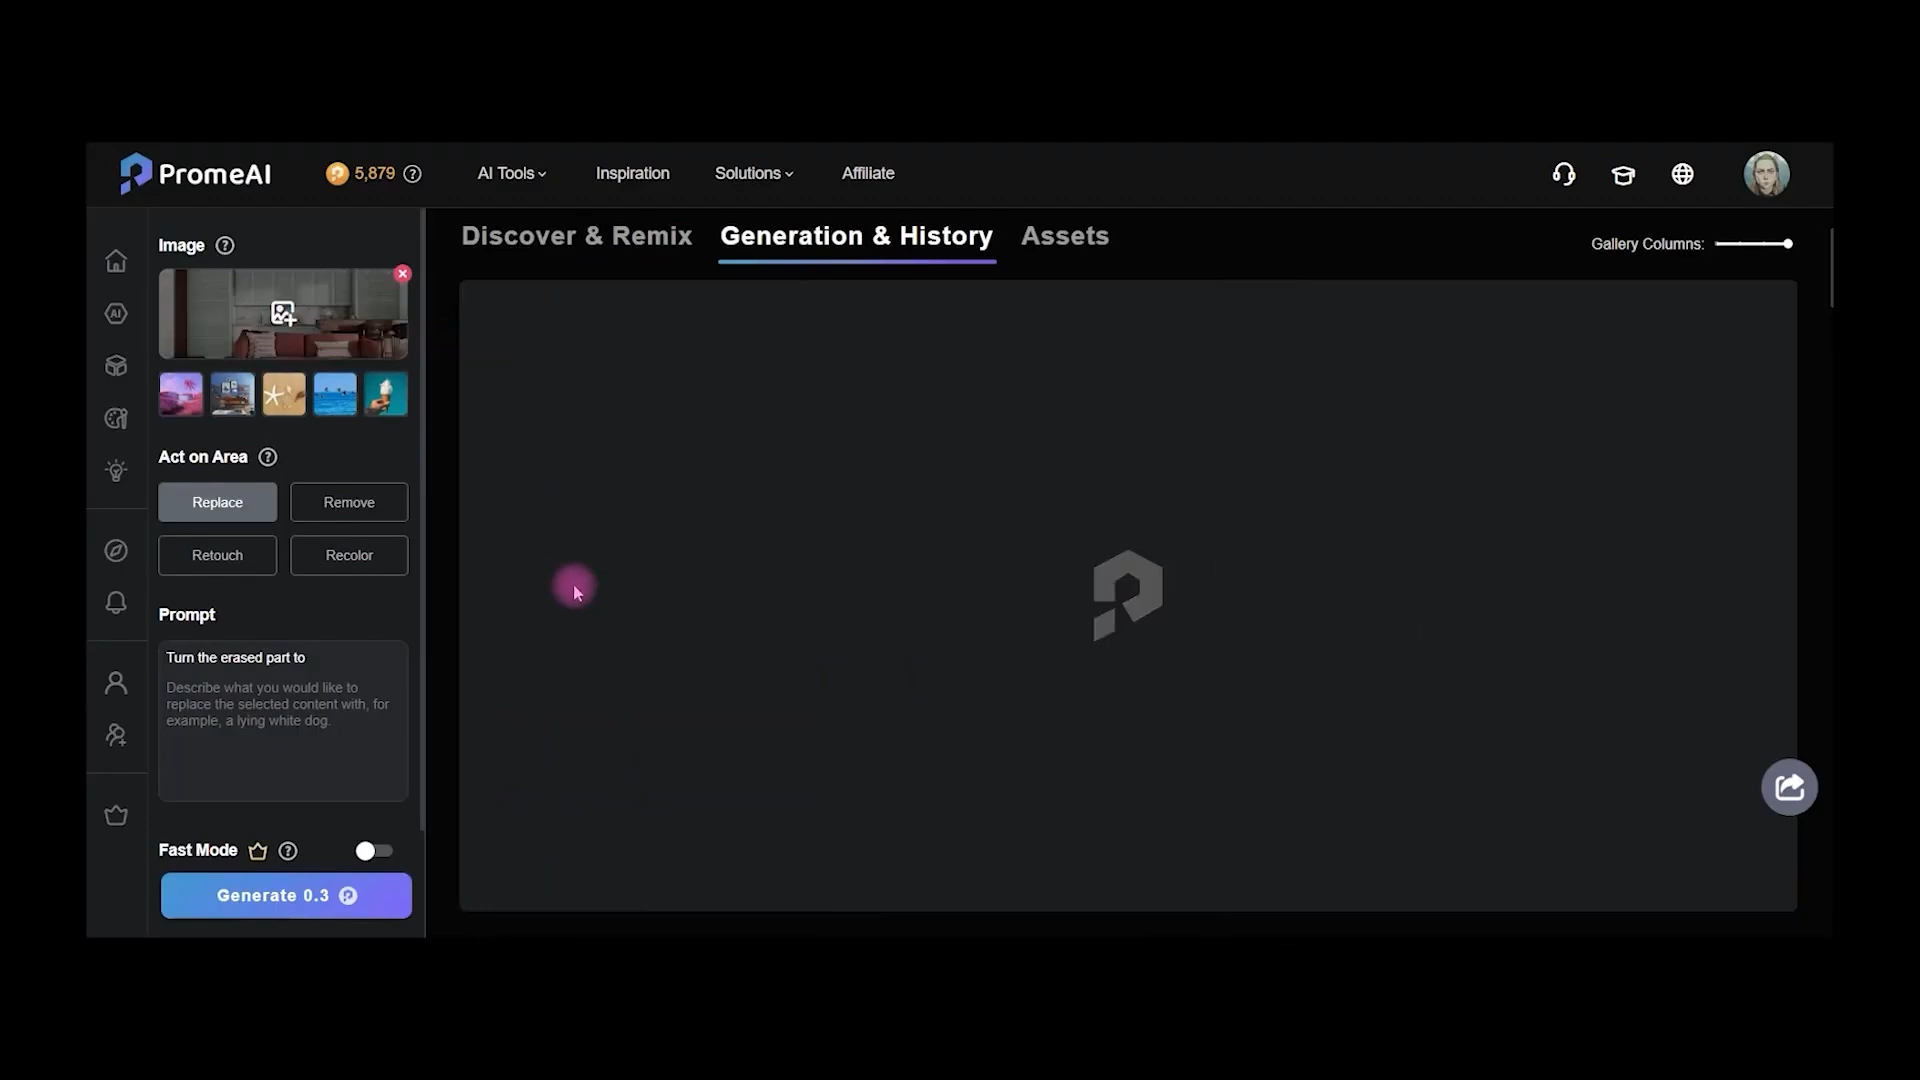 PromeAI
5,879
AI Tools
Inspiration
Solutions
Affiliate
Image
Discover & Remix
Generation & History
Assets
Gallery Columns:
AI
Act on Area
Replace
Remove
Retouch
Recolor
Prompt
Turn the erased part to
Describe what you would like to
replace the selected content with, for
example, a lying white dog.
Fast Mode
Generate 0.3